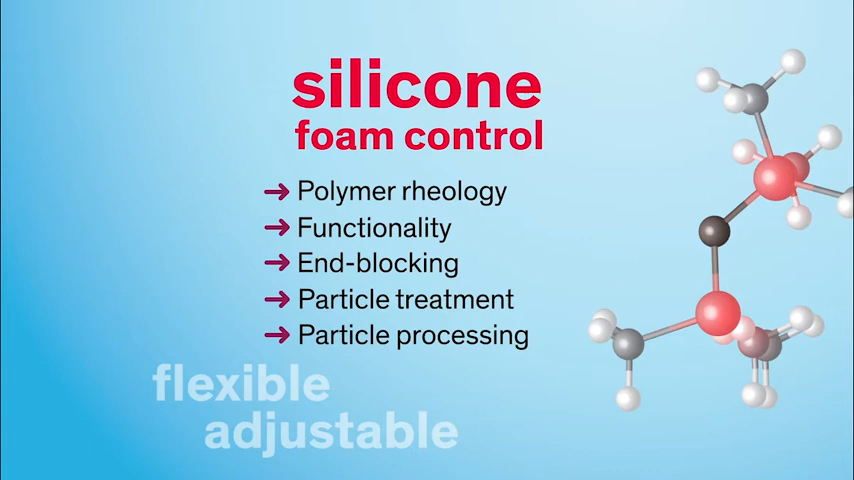 silicone
foam control
→ Polymer rheology
→ Functionality
→ End-blocking
→ Particle treatment
→ Particle processing
flexible
adjustable